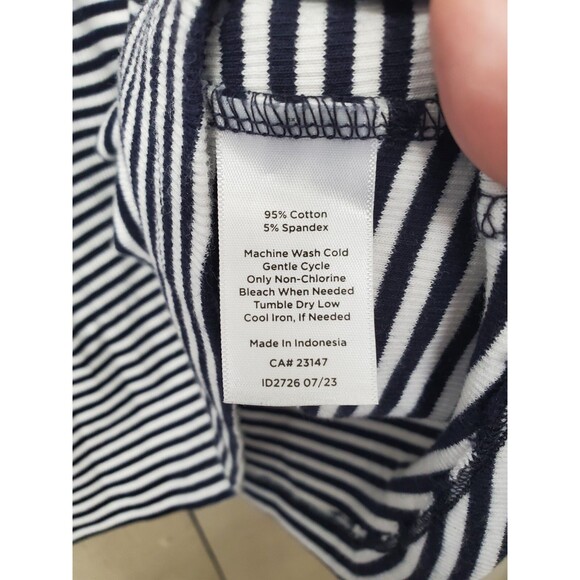 95% Cotton
5% Spandex
Machine Wash Cold
Gentle Cycle
Only Non-Chlorine
Bleach When Needed
Tumble Dry Low
Cool Iron, If Needed
Made In Indonesia
CA# 23147
ID2726 07/23